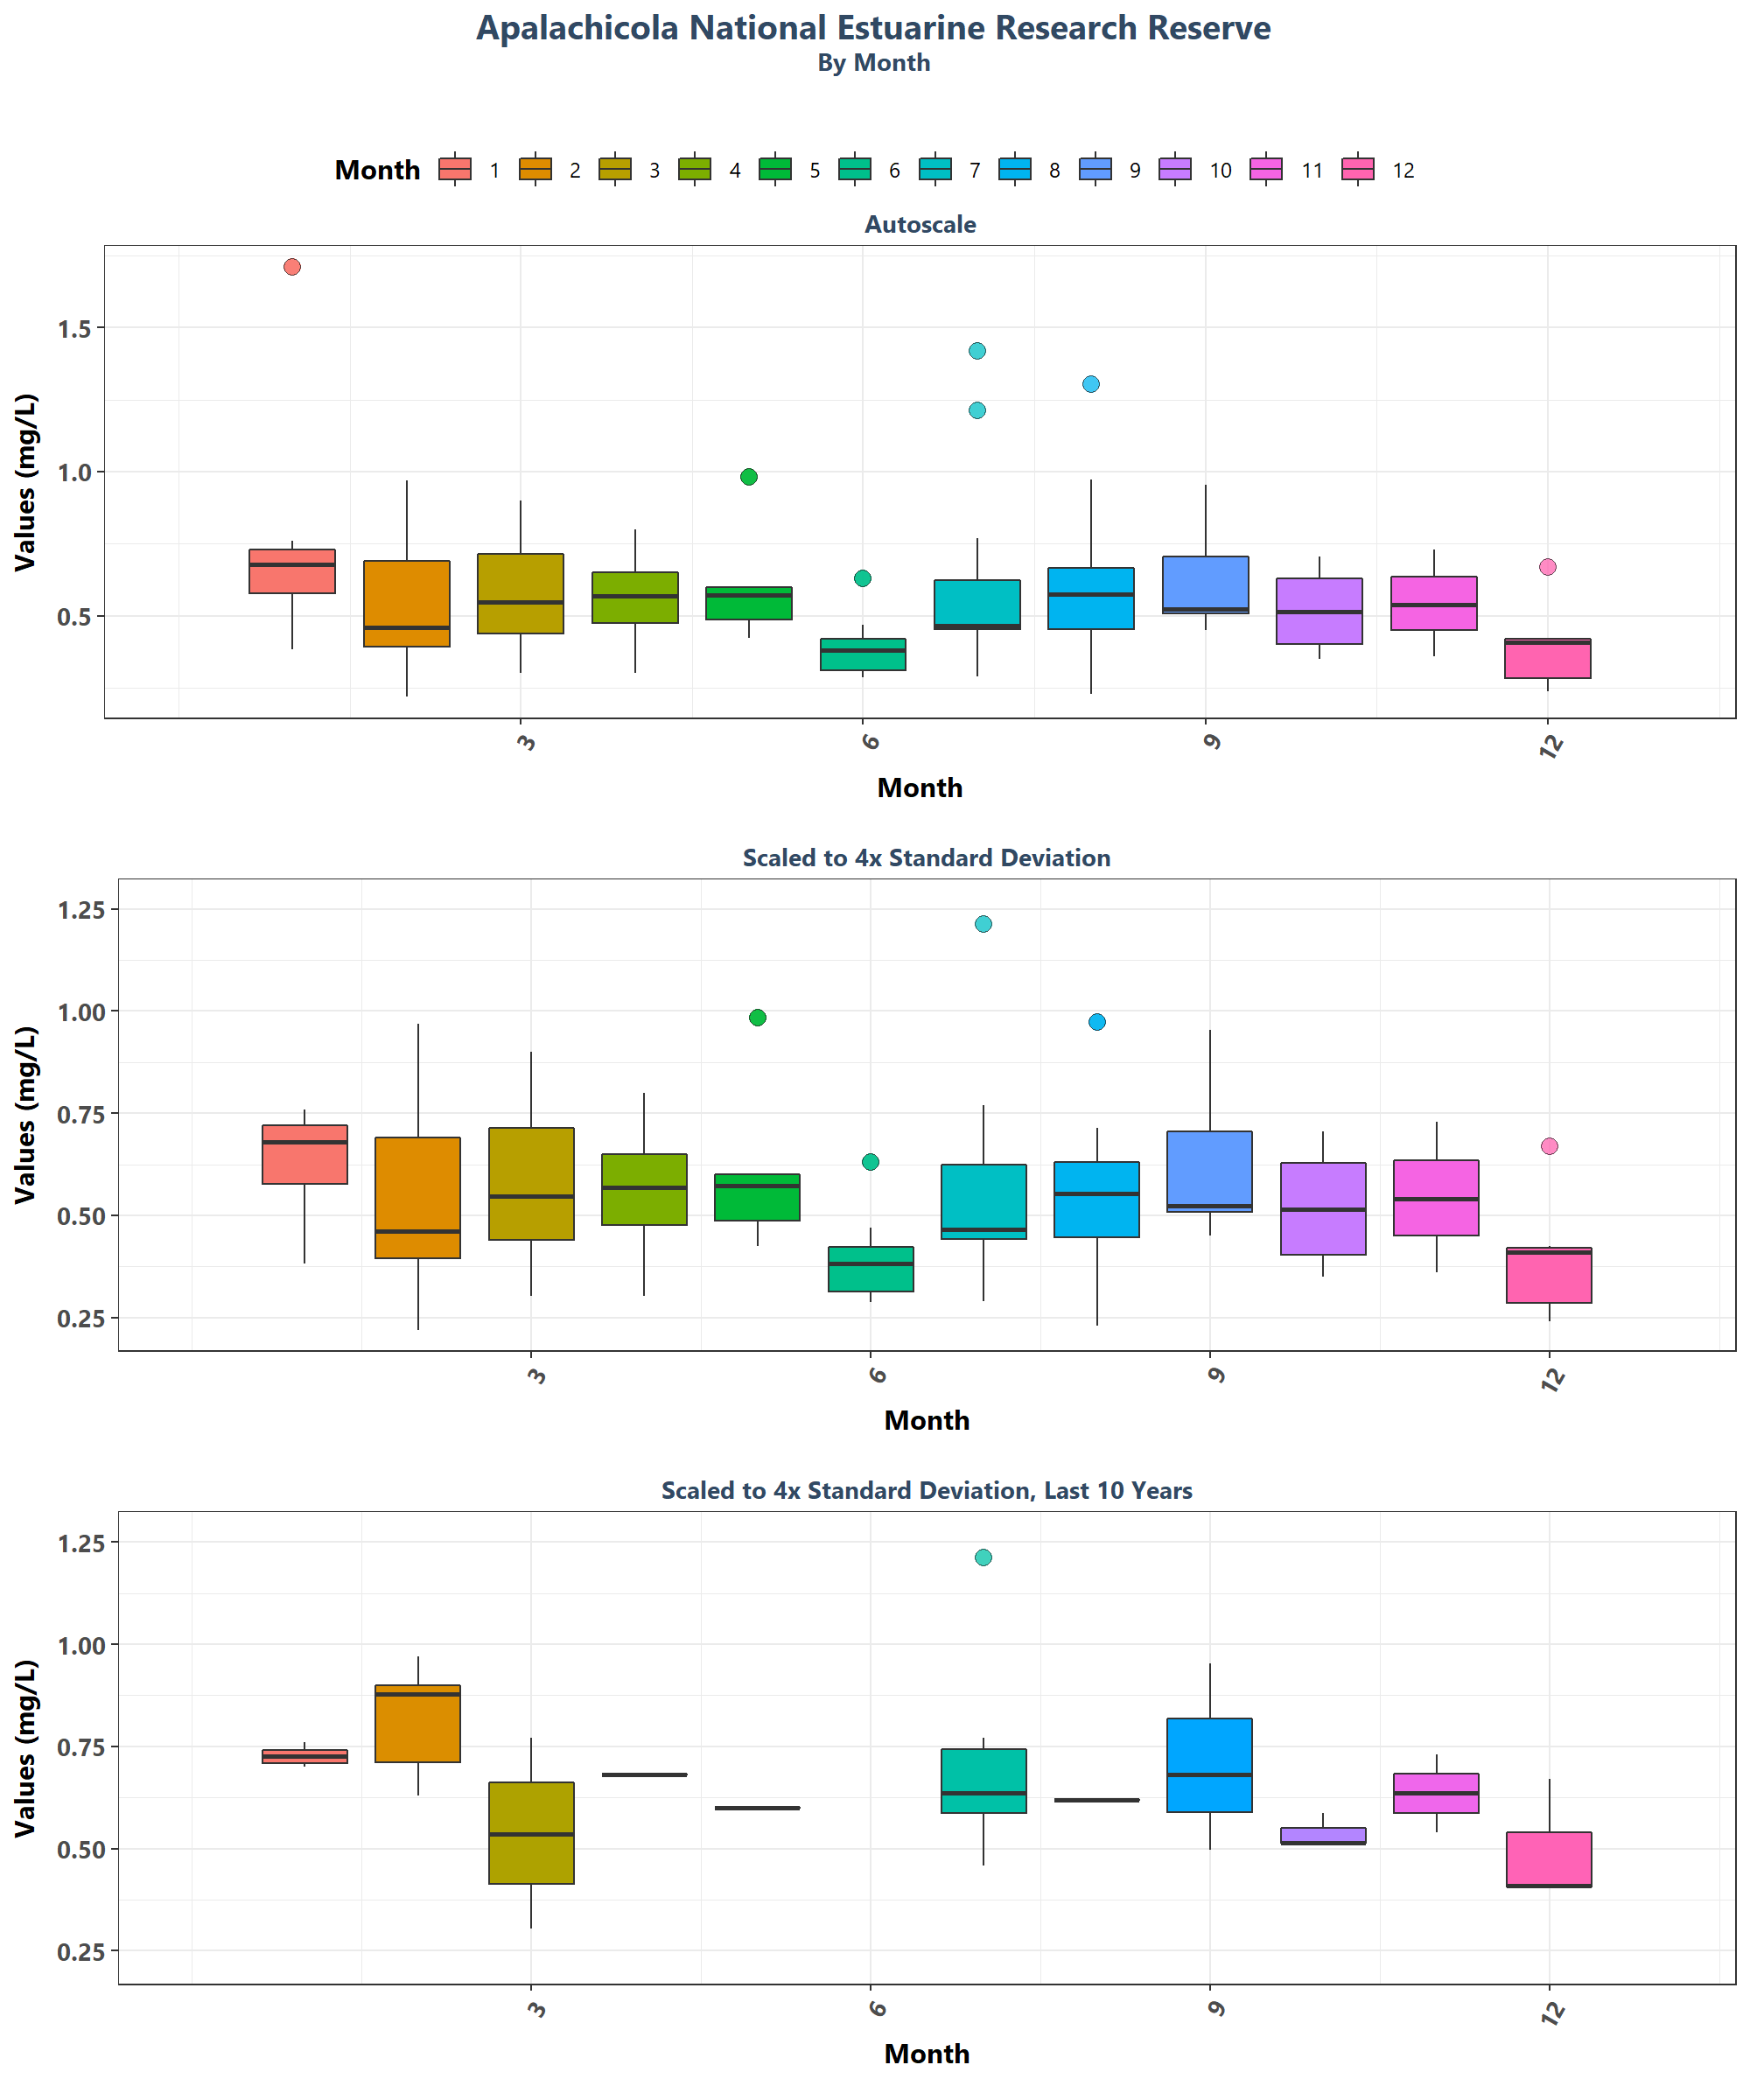 Apalachicola National Estuarine Research Reserve
By Month
Month 1 2 3 4 5 6 7 8 9 10 11 12
Autoscale
Values (mg/L)
1.5
1.0
0.5
3 6 9 12
Month
Scaled to 4x Standard Deviation
Values (mg/L)
1.25
1.00
0.75
0.50
0.25
3 6 9 12
Month
Scaled to 4x Standard Deviation, Last 10 Years
Values (mg/L)
1.25
1.00
0.75
0.50
0.25
3 6 9 12
Month